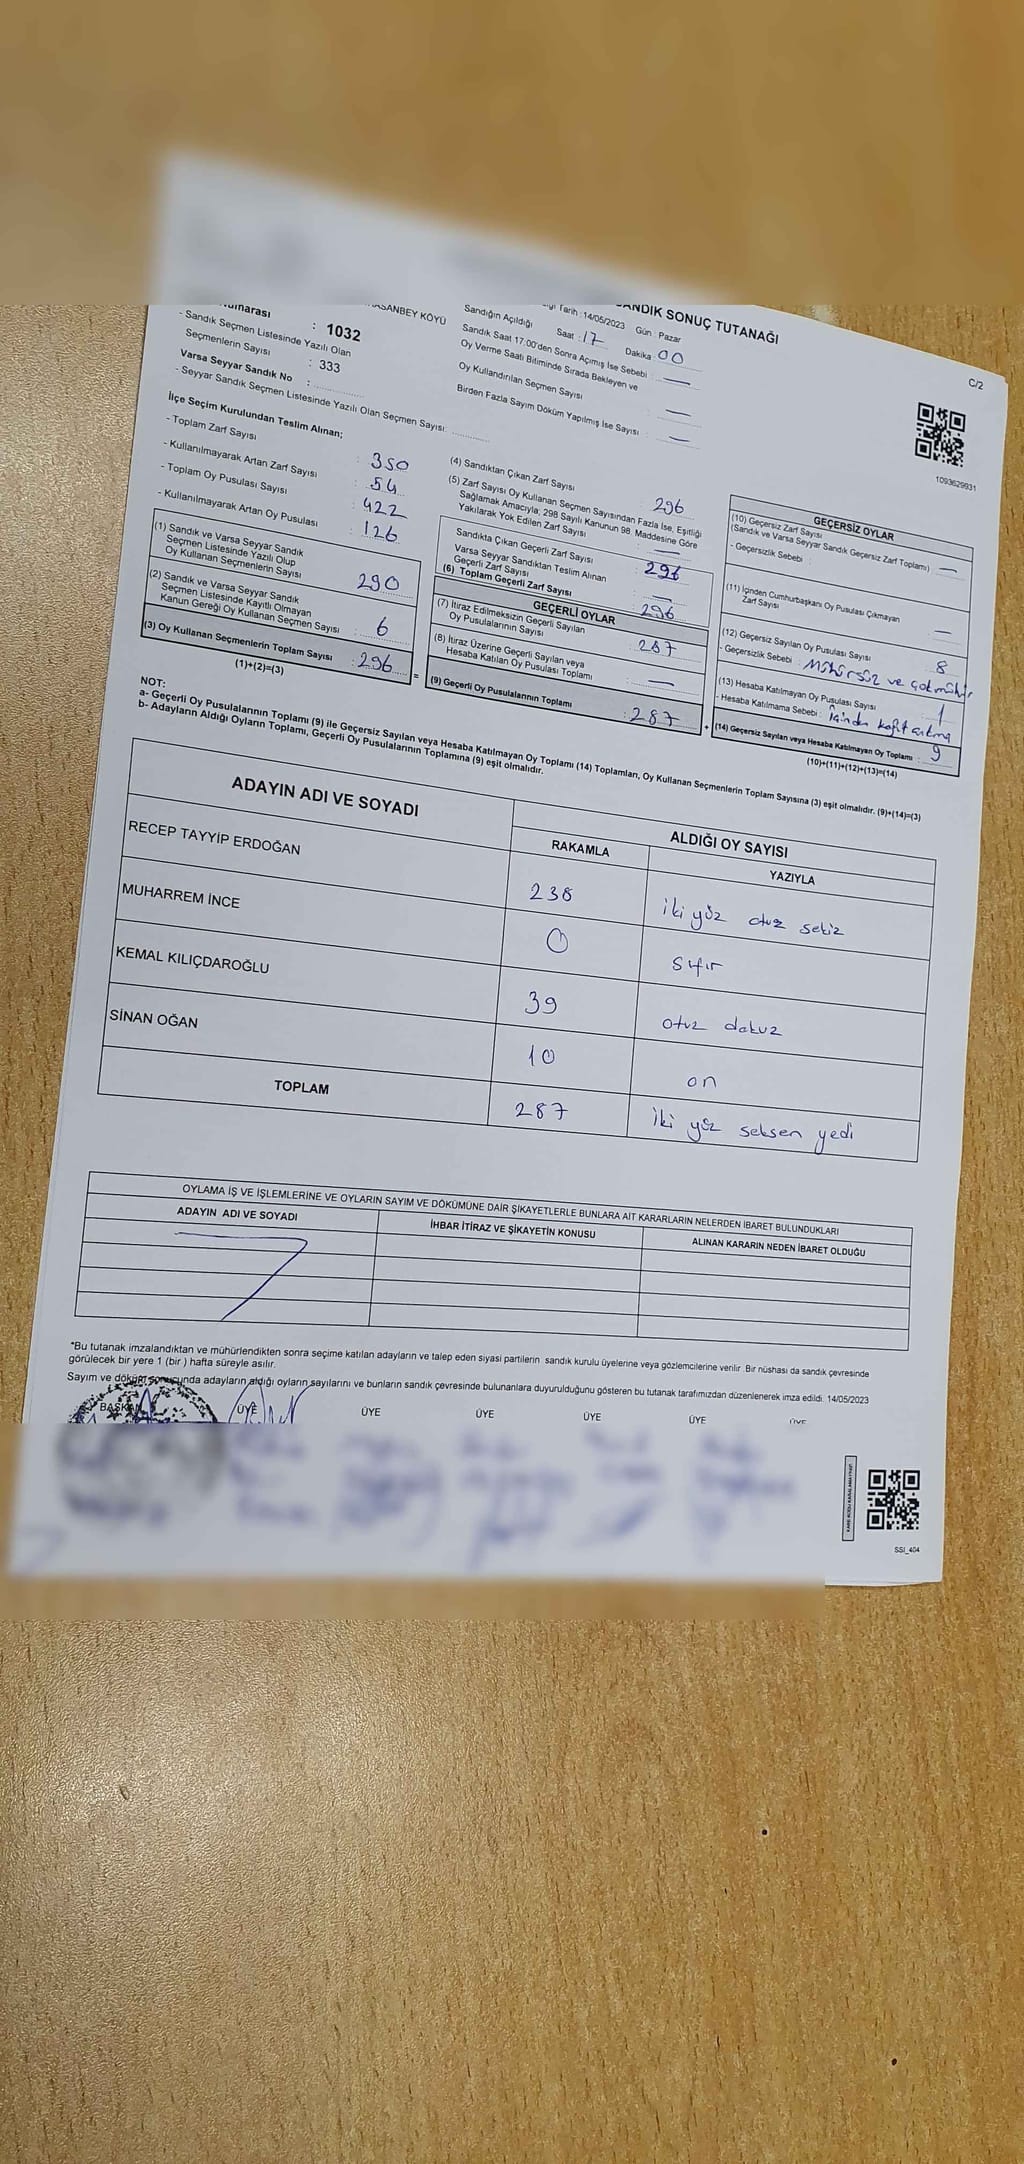 SANDIK SONUÇ TUTANAĞI
C/2
1093629931
: 1032
- Sandık Seçmen Listesinde Yazılı Olan
Seçmenlerin Sayısı : 333
Varsa Seyyar Sandık No :
- Seyyar Sandık Seçmen Listesinde Yazılı Olan Seçmen Sayısı:
İlçe Seçim Kurulundan Teslim Alınan;
- Toplam Zarf Sayısı : 350
- Kullanılmayarak Artan Zarf Sayısı : 54
- Toplam Oy Pusulası Sayısı : 422
- Kullanılmayarak Artan Oy Pusulası : 126
(1) Sandık ve Varsa Seyyar Sandık
Seçmen Listesinde Yazılı Olup
Oy Kullanan Seçmenlerin Sayısı : 290
(2) Sandık ve Varsa Seyyar Sandık
Seçmen Listesinde Kayıtlı Olmayan
Kanun Gereği Oy Kullanan Seçmen Sayısı : 6
(3) Oy Kullanan Seçmenlerin Toplam Sayısı : 296
(1)+(2)=(3)
Tarih :14/05/2023 Gün : Pazar
Sandığın Açıldığı Saat : 17 Dakika : 00
Sandık Saat 17:00'den Sonra Açımış İse Sebebi : —
Oy Verme Saati Bitiminde Sırada Bekleyen ve
Oy Kullandırılan Seçmen Sayısı : —
Birden Fazla Sayım Döküm Yapılmış İse Sayısı : —
(4) Sandıktan Çıkan Zarf Sayısı 296
(5) Zarf Sayısı Oy Kullanan Seçmen Sayısından Fazla İse, Eşitliği
Sağlamak Amacıyla; 298 Sayılı Kanunun 98. Maddesine Göre
Yakılarak Yok Edilen Zarf Sayısı —
Sandıkta Çıkan Geçerli Zarf Sayısı : 296
Varsa Seyyar Sandıktan Teslim Alınan
Geçerli Zarf Sayısı : —
(6) Toplam Geçerli Zarf Sayısı : 296
GEÇERLİ OYLAR
(7) İtiraz Edilmeksizin Geçerli Sayılan
Oy Pusulalarının Sayısı : 287
(8) İtiraz Üzerine Geçerli Sayılan veya
Hesaba Katılan Oy Pusulası Toplamı : —
(9) Geçerli Oy Pusulalarının Toplamı : 287
GEÇERSİZ OYLAR
(10) Geçersiz Zarf Sayısı
(Sandık ve Varsa Seyyar Sandık Geçersiz Zarf Toplamı) : —
- Geçersizlik Sebebi :
(11) İçinden Cumhurbaşkanı Oy Pusulası Çıkmayan
Zarf Sayısı : —
(12) Geçersiz Sayılan Oy Pusulası Sayısı : 8
- Geçersizlik Sebebi : Mühürsüz ve çok mühür
(13) Hesaba Katılmayan Oy Pusulası Sayısı : 1
- Hesaba Katılmama Sebebi : İçinden kağıt çıkma
(14) Geçersiz Sayılan veya Hesaba Katılmayan Oy Toplamı : 9
(10)+(11)+(12)+(13)=(14)
NOT:
a- Geçerli Oy Pusulalarının Toplamı (9) ile Geçersiz Sayılan veya Hesaba Katılmayan Oy Toplamı (14) Toplamları, Oy Kullanan Seçmenlerin Toplam Sayısına (3) eşit olmalıdır. (9)+(14)=(3)
b- Adayların Aldığı Oyların Toplamı, Geçerli Oy Pusulalarının Toplamına (9) eşit olmalıdır.
ADAYIN ADI VE SOYADI ALDIĞI OY SAYISI
RAKAMLA YAZIYLA
RECEP TAYYİP ERDOĞAN 238 iki yüz otuz sekiz
MUHARREM İNCE 0 sıfır
KEMAL KILIÇDAROĞLU 39 otuz dokuz
SİNAN OĞAN 10 on
TOPLAM 287 iki yüz seksen yedi
OYLAMA İŞ VE İŞLEMLERİNE VE OYLARIN SAYIM VE DÖKÜMÜNE DAİR ŞİKAYETLERLE BUNLARA AİT KARARLARIN NELERDEN İBARET BULUNDUKLARI
ADAYIN ADI VE SOYADI İHBAR İTİRAZ VE ŞİKAYETİN KONUSU ALINAN KARARIN NEDEN İBARET OLDUĞU
*Bu tutanak imzalandıktan ve mühürlendikten sonra seçime katılan adayların ve talep eden siyasi partilerin sandık kurulu üyelerine veya gözlemcilerine verilir. Bir nüshası da sandık çevresinde
görülecek bir yere 1 (bir ) hafta süreyle asılır.
Sayım ve döküm sonucunda adayların aldığı oyların sayılarını ve bunların sandık çevresinde bulunanlara duyurulduğunu gösteren bu tutanak tarafımızdan düzenlenerek imza edildi. 14/05/2023
BAŞKAN ÜYE ÜYE ÜYE ÜYE ÜYE ÜYE
SSI_404